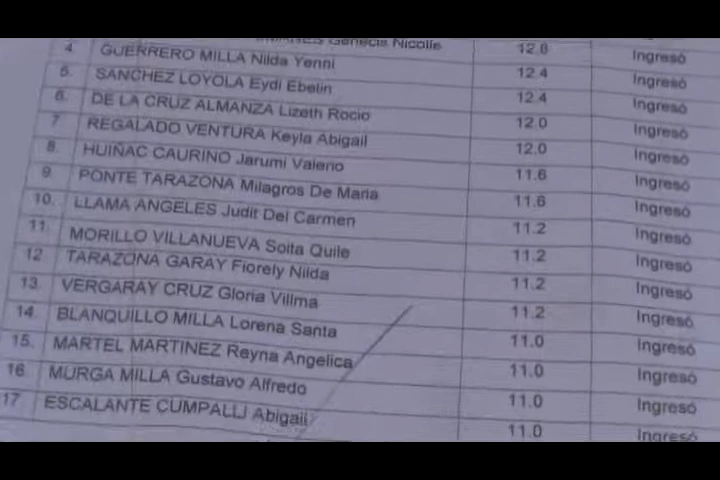 Genecis Nicolle 12.8 Ingresó
4 GUERRERO MILLA Nilda Yenni 12.4 Ingresó
5. SANCHEZ LOYOLA Eydi Ebelin 12.4 Ingresó
6. DE LA CRUZ ALMANZA Lizeth Rocio 12.0 Ingresó
7 REGALADO VENTURA Keyla Abigail 12.0 Ingresó
8. HUIÑAC CAURINO Jarumi Valerio 11.6 Ingresó
9. PONTE TARAZONA Milagros De Maria 11.6 Ingresó
10. LLAMA ANGELES Judit Del Carmen 11.2 Ingresó
11. MORILLO VILLANUEVA Soita Quile 11.2 Ingresó
12 TARAZONA GARAY Fiorely Nilda 11.2 Ingresó
13. VERGARAY CRUZ Gloria Villma 11.2 Ingresó
14. BLANQUILLO MILLA Lorena Santa 11.0 Ingresó
15. MARTEL MARTINEZ Reyna Angelica 11.0 Ingresó
16. MURGA MILLA Gustavo Alfredo 11.0 Ingresó
17 ESCALANTE CUMPALLI Abigail 11.0 Ingresó